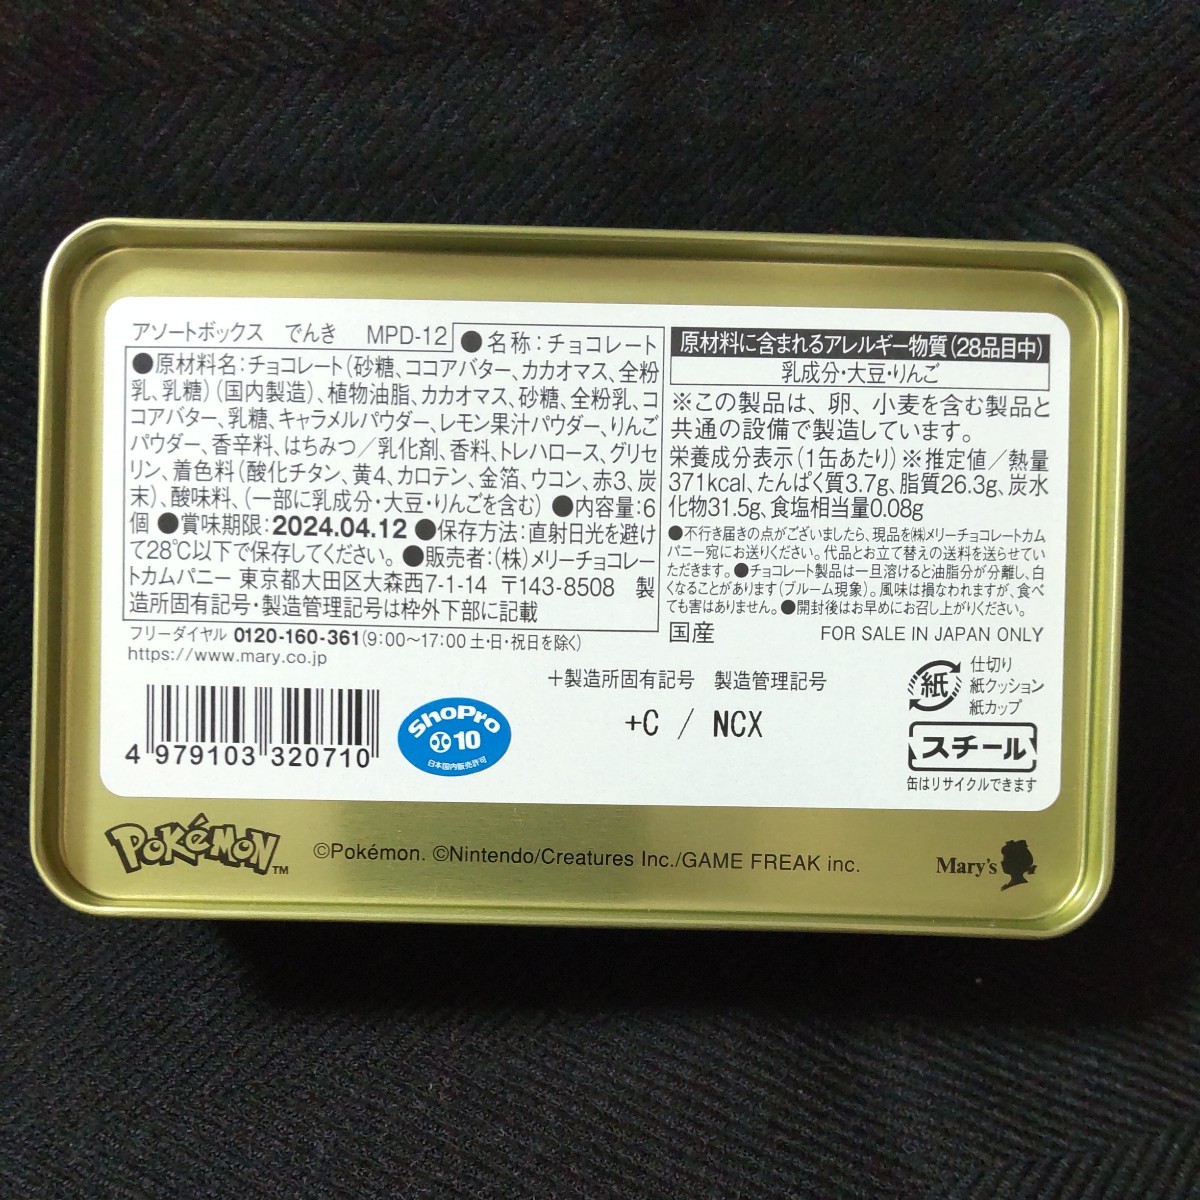 アソートボックス でんき MPD-12
●名称:チョコレート
●原材料名:チョコレート(砂糖、ココアバター、カカオマス、全粉
乳、乳糖)(国内製造)、植物油脂、カカオマス、砂糖、全粉乳、コ
コアバター、乳糖、キャラメルパウダー、レモン果汁パウダー、りんご
パウダー、香辛料、はちみつ/乳化剤、香料、トレハロース、グリセ
リン、着色料(酸化チタン、黄4、カロテン、金箔、ウコン、赤3、炭
末)、酸味料、(一部に乳成分・大豆・りんごを含む) ●内容量:6
個 ●賞味期限:2024.04.12 ●保存方法:直射日光を避け
て28℃以下で保存してください。 ●販売者:(株)メリーチョコレー
トカムパニー 東京都大田区大森西7-1-14 〒143-8508 製
造所固有記号・製造管理記号は枠外下部に記載
フリーダイヤル 0120-160-361(9:00〜17:00 土・日・祝日を除く)
https://www.mary.co.jp
原材料に含まれるアレルギー物質(28品目中)
乳成分・大豆・りんご
※この製品は、卵、小麦を含む製品と
共通の設備で製造しています。
栄養成分表示(1缶あたり)※推定値/熱量
371kcal、たんぱく質3.7g、脂質26.3g、炭水
化物31.5g、食塩相当量0.08g
●不行き届きの点がございましたら、現品を㈱メリーチョコレートカム
パニー宛にお送りください。代品とお立て替えの送料を送らせてい
ただきます。●チョコレート製品は一旦溶けると油脂分が分離し、白
くなることがあります(ブルーム現象)。風味は損なわれますが、食べ
ても害はありません。●開封後はお早めにお召し上がりください。
国産 FOR SALE IN JAPAN ONLY
+製造所固有記号 製造管理記号
+C / NCX
紙
仕切り
紙クッション
紙カップ
スチール
缶はリサイクルできます
4 979103 320710
ShoPro
10
日本国内販売許可
POKéMON™
©Pokémon. ©Nintendo/Creatures Inc./GAME FREAK inc.
Mary's